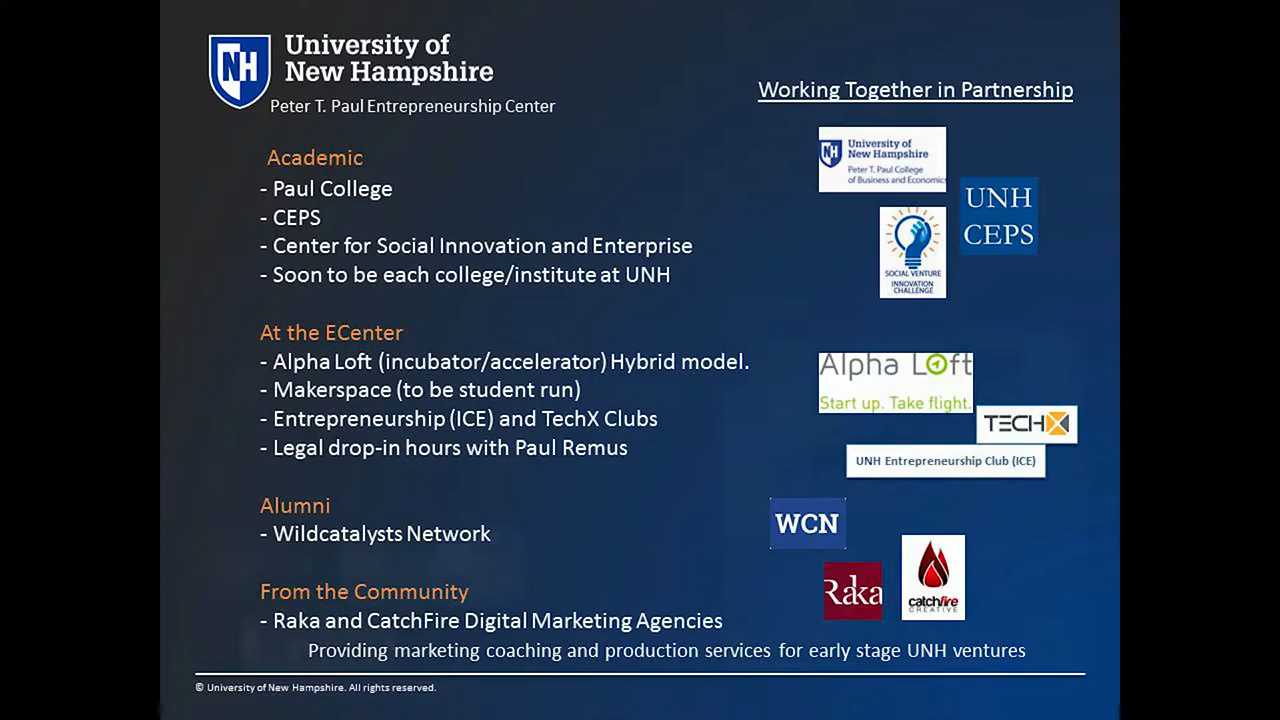 NH
University of
New Hampshire
Peter T. Paul Entrepreneurship Center
Working Together in Partnership
Academic
- Paul College
- CEPS
- Center for Social Innovation and Enterprise
- Soon to be each college/institute at UNH
NH
University of
New Hampshire
Peter T. Paul College
of Business and Economics
UNH
CEPS
SOCIAL VENTURE
INNOVATION
CHALLENGE
At the ECenter
- Alpha Loft (incubator/accelerator) Hybrid model.
- Makerspace (to be student run)
- Entrepreneurship (ICE) and TechX Clubs
- Legal drop-in hours with Paul Remus
Alpha Loft
Start up. Take flight.
TECHX
UNH Entrepreneurship Club (ICE)
Alumni
- Wildcatalysts Network
WCN
From the Community
- Raka and CatchFire Digital Marketing Agencies
Providing marketing coaching and production services for early stage UNH ventures
Raka
catchfire
CREATIVE
© University of New Hampshire. All rights reserved.